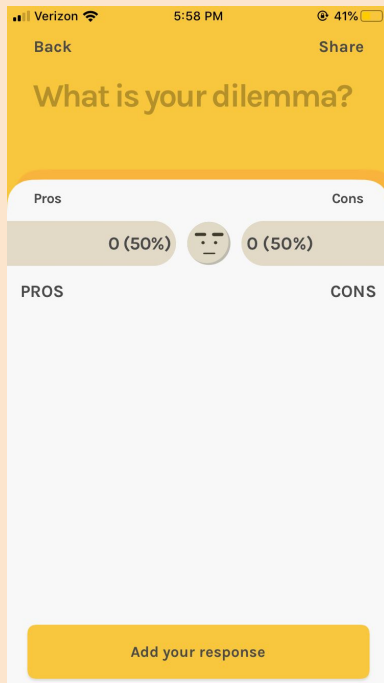 Verizon 5:58 PM 41%
Back Share
What is your dilemma?
Pros Cons
0 (50%) 0 (50%)
PROS CONS
Add your response